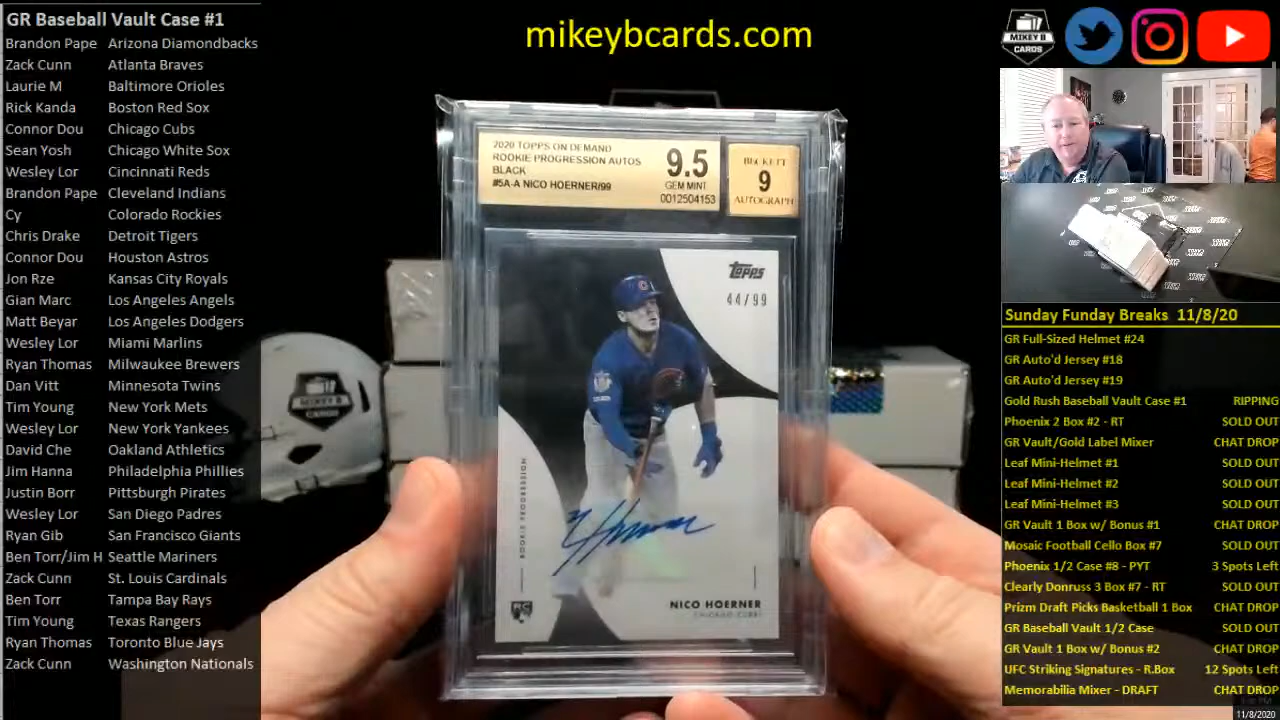 GR Baseball Vault Case #1
Brandon Pape Arizona Diamondbacks
Zack Cunn Atlanta Braves
Laurie M Baltimore Orioles
Rick Kanda Boston Red Sox
Connor Dou Chicago Cubs
Sean Yosh Chicago White Sox
Wesley Lor Cincinnati Reds
Brandon Pape Cleveland Indians
Cy Colorado Rockies
Chris Drake Detroit Tigers
Connor Dou Houston Astros
Jon Rze Kansas City Royals
Gian Marc Los Angeles Angels
Matt Beyar Los Angeles Dodgers
Wesley Lor Miami Marlins
Ryan Thomas Milwaukee Brewers
Dan Vitt Minnesota Twins
Tim Young New York Mets
Wesley Lor New York Yankees
David Che Oakland Athletics
Jim Hanna Philadelphia Phillies
Justin Borr Pittsburgh Pirates
Wesley Lor San Diego Padres
Ryan Gib San Francisco Giants
Ben Torr/Jim H Seattle Mariners
Zack Cunn St. Louis Cardinals
Ben Torr Tampa Bay Rays
Tim Young Texas Rangers
Ryan Thomas Toronto Blue Jays
Zack Cunn Washington Nationals
mikeybcards.com
2020 TOPPS ON DEMAND
ROOKIE PROGRESSION AUTOS
BLACK
#5A-A NICO HOERNER/99
9.5
GEM MINT
0012504153
BECKETT
9
AUTOGRAPH
Topps
44/99
ROOKIE PROGRESSION
RC
NICO HOERNER
CHICAGO CUBS
MIKEY B
CARDS
Sunday Funday Breaks 11/8/20
GR Full-Sized Helmet #24
GR Auto'd Jersey #18
GR Auto'd Jersey #19
Gold Rush Baseball Vault Case #1 RIPPING
Phoenix 2 Box #2 - RT SOLD OUT
GR Vault/Gold Label Mixer CHAT DROP
Leaf Mini-Helmet #1 SOLD OUT
Leaf Mini-Helmet #2 SOLD OUT
Leaf Mini-Helmet #3 SOLD OUT
GR Vault 1 Box w/ Bonus #1 CHAT DROP
Mosaic Football Cello Box #7 SOLD OUT
Phoenix 1/2 Case #8 - PYT 3 Spots Left
Clearly Donruss 3 Box #7 - RT SOLD OUT
Prizm Draft Picks Basketball 1 Box CHAT DROP
GR Baseball Vault 1/2 Case SOLD OUT
GR Vault 1 Box w/ Bonus #2 CHAT DROP
UFC Striking Signatures - R.Box 12 Spots Left
Memorabilia Mixer - DRAFT CHAT DROP
11/8/2020